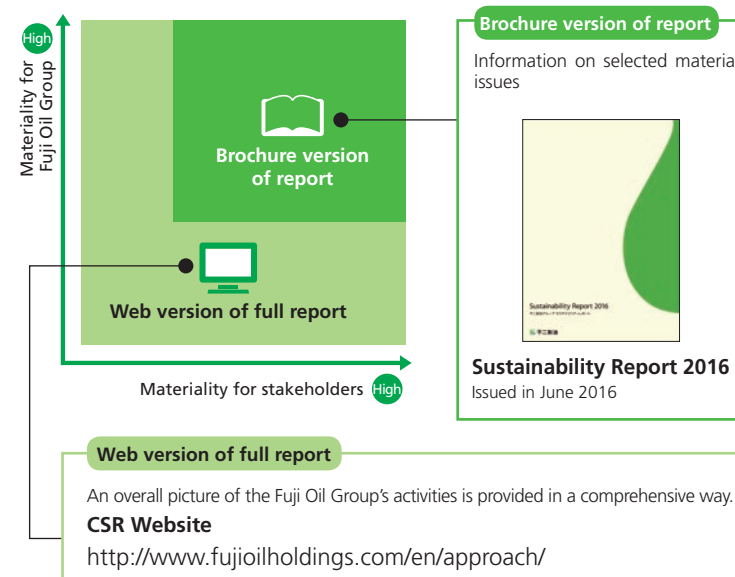 High
Materiality for
Fuji Oil Group
Brochure version
of report
Web version of full report
Materiality for stakeholders High
Brochure version of report
Information on selected materia
issues
Sustainability Report 2016
Sustainability Report 2016
Issued in June 2016
Web version of full report
An overall picture of the Fuji Oil Group's activities is provided in a comprehensive way.
CSR Website
http://www.fujioilholdings.com/en/approach/